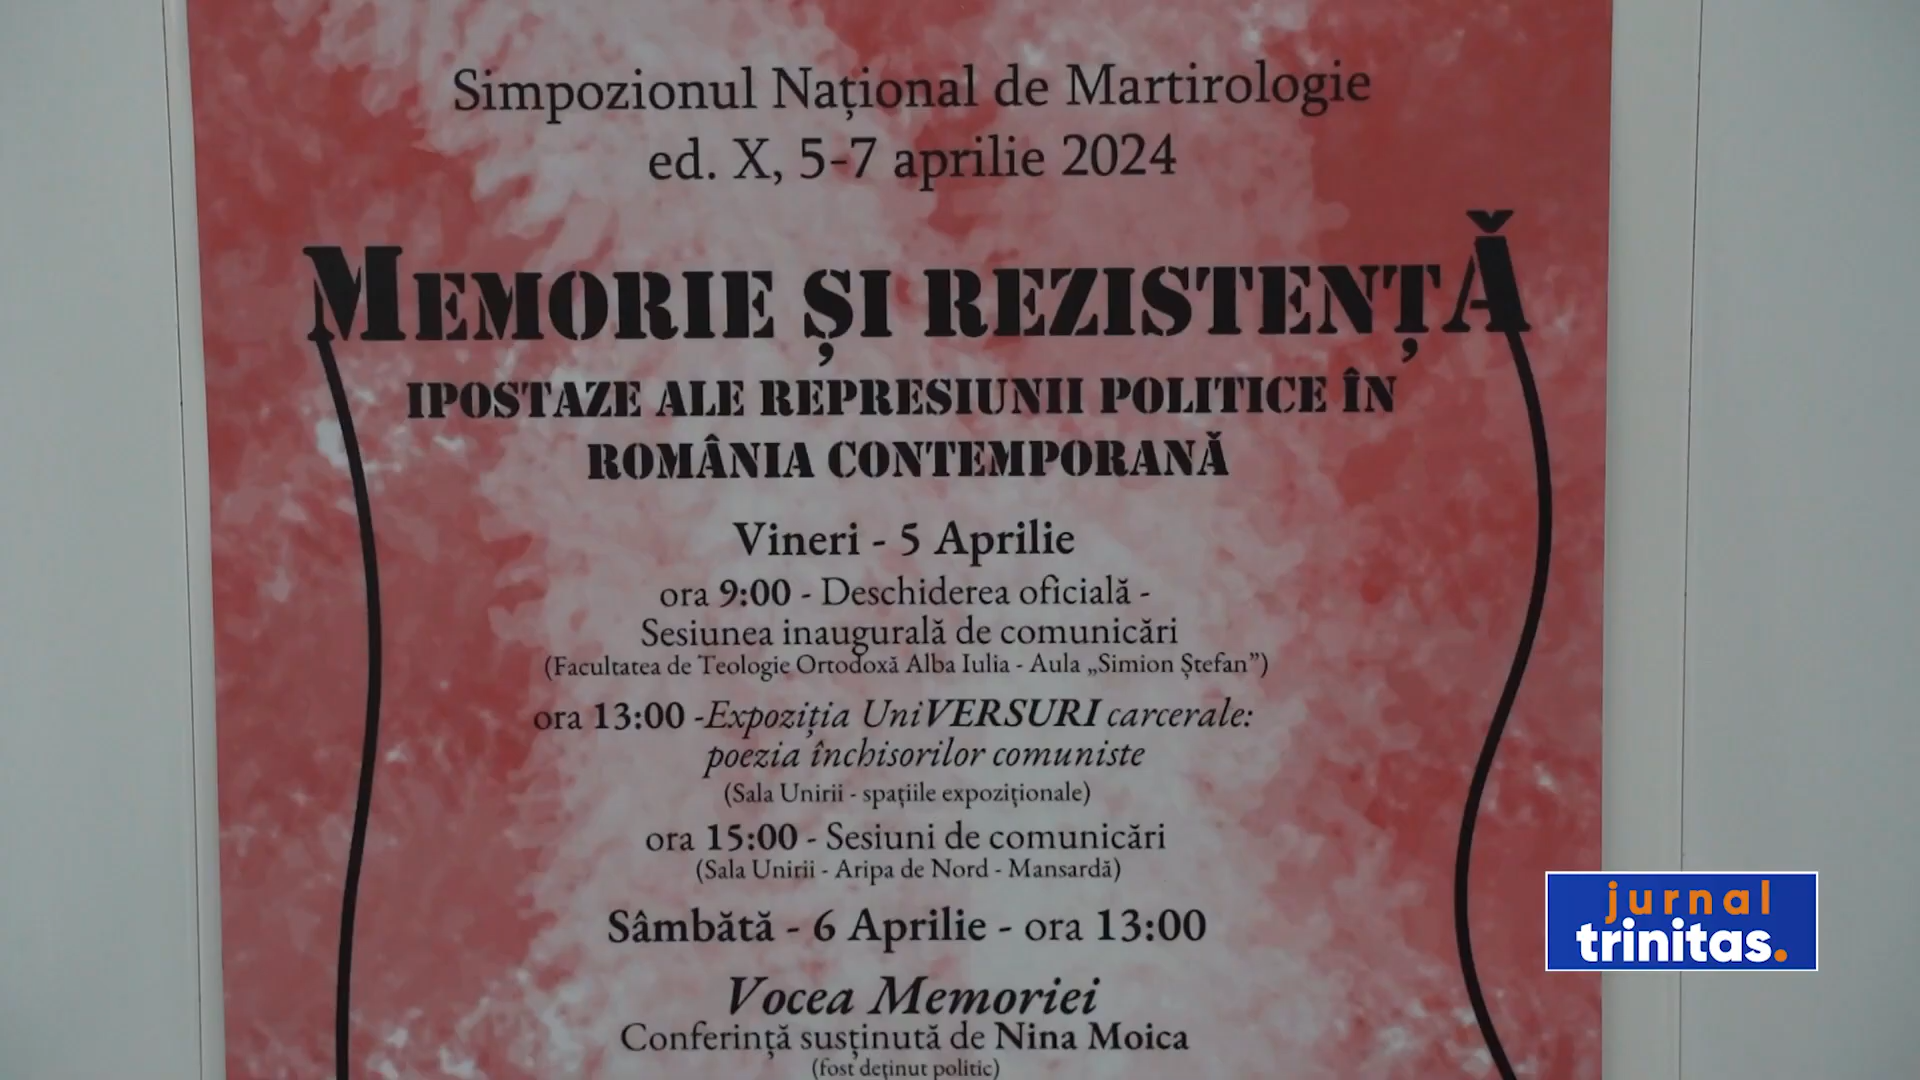 Simpozionul Național de Martirologie
ed. X, 5-7 aprilie 2024
MEMORIE ȘI REZISTENȚĂ
IPOSTAZE ALE REPRESIUNII POLITICE ÎN
ROMÂNIA CONTEMPORANĂ
Vineri - 5 Aprilie
ora 9:00 - Deschiderea oficială -
Sesiunea inaugurală de comunicări
(Facultatea de Teologie Ortodoxă Alba Iulia - Aula „Simion Ștefan”)
ora 13:00 -Expoziția UniVERSURI carcerale:
poezia închisorilor comuniste
(Sala Unirii - spațiile expoziționale)
ora 15:00 - Sesiuni de comunicări
(Sala Unirii - Aripa de Nord - Mansardă)
Sâmbătă - 6 Aprilie - ora 13:00
Vocea Memoriei
Conferință susținută de Nina Moica
(fost deținut politic)
jurnal
trinitas.